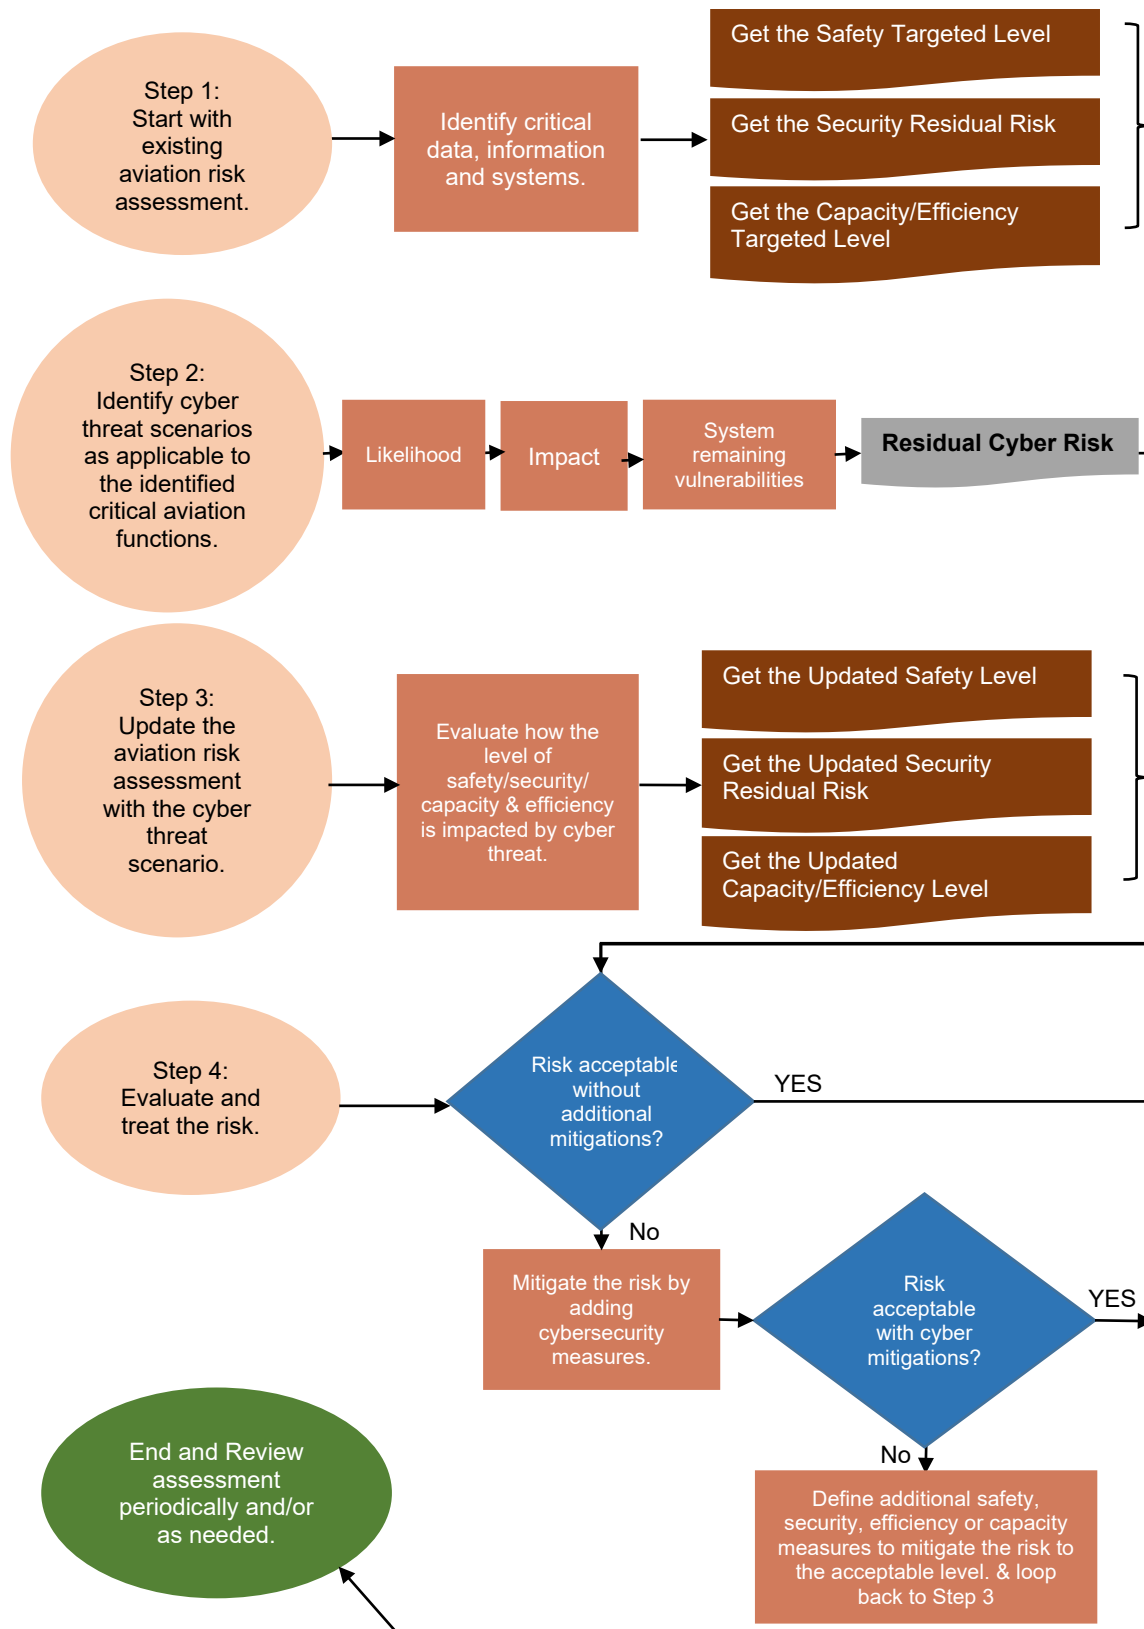 Step 1:
Start with
existing
aviation risk
assessment.
Identify critical
data, information
and systems.
Get the Safety Targeted Level
Get the Security Residual Risk
Get the Capacity/Efficiency
Targeted Level
Step 2:
Identify cyber
threat scenarios
as applicable to
the identified
critical aviation
functions.
Likelihood
Impact
System
remaining
vulnerabilities
Residual Cyber Risk
Step 3:
Update the
aviation risk
assessment
with the cyber
threat
scenario.
Evaluate how the
level of
safety/security/
capacity & efficiency
is impacted by cyber
threat.
Get the Updated Safety Level
Get the Updated Security
Residual Risk
Get the Updated
Capacity/Efficiency Level
Step 4:
Evaluate and
treat the risk.
Risk acceptable
without
additional
mitigations?
YES
No
Mitigate the risk by
adding
cybersecurity
measures.
Risk
acceptable
with cyber
mitigations?
YES
No
Define additional safety,
security, efficiency or capacity
measures to mitigate the risk to
the acceptable level. & loop
back to Step 3
End and Review
assessment
periodically and/or
as needed.